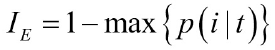 I_E = 1 − max{p(i|t)}